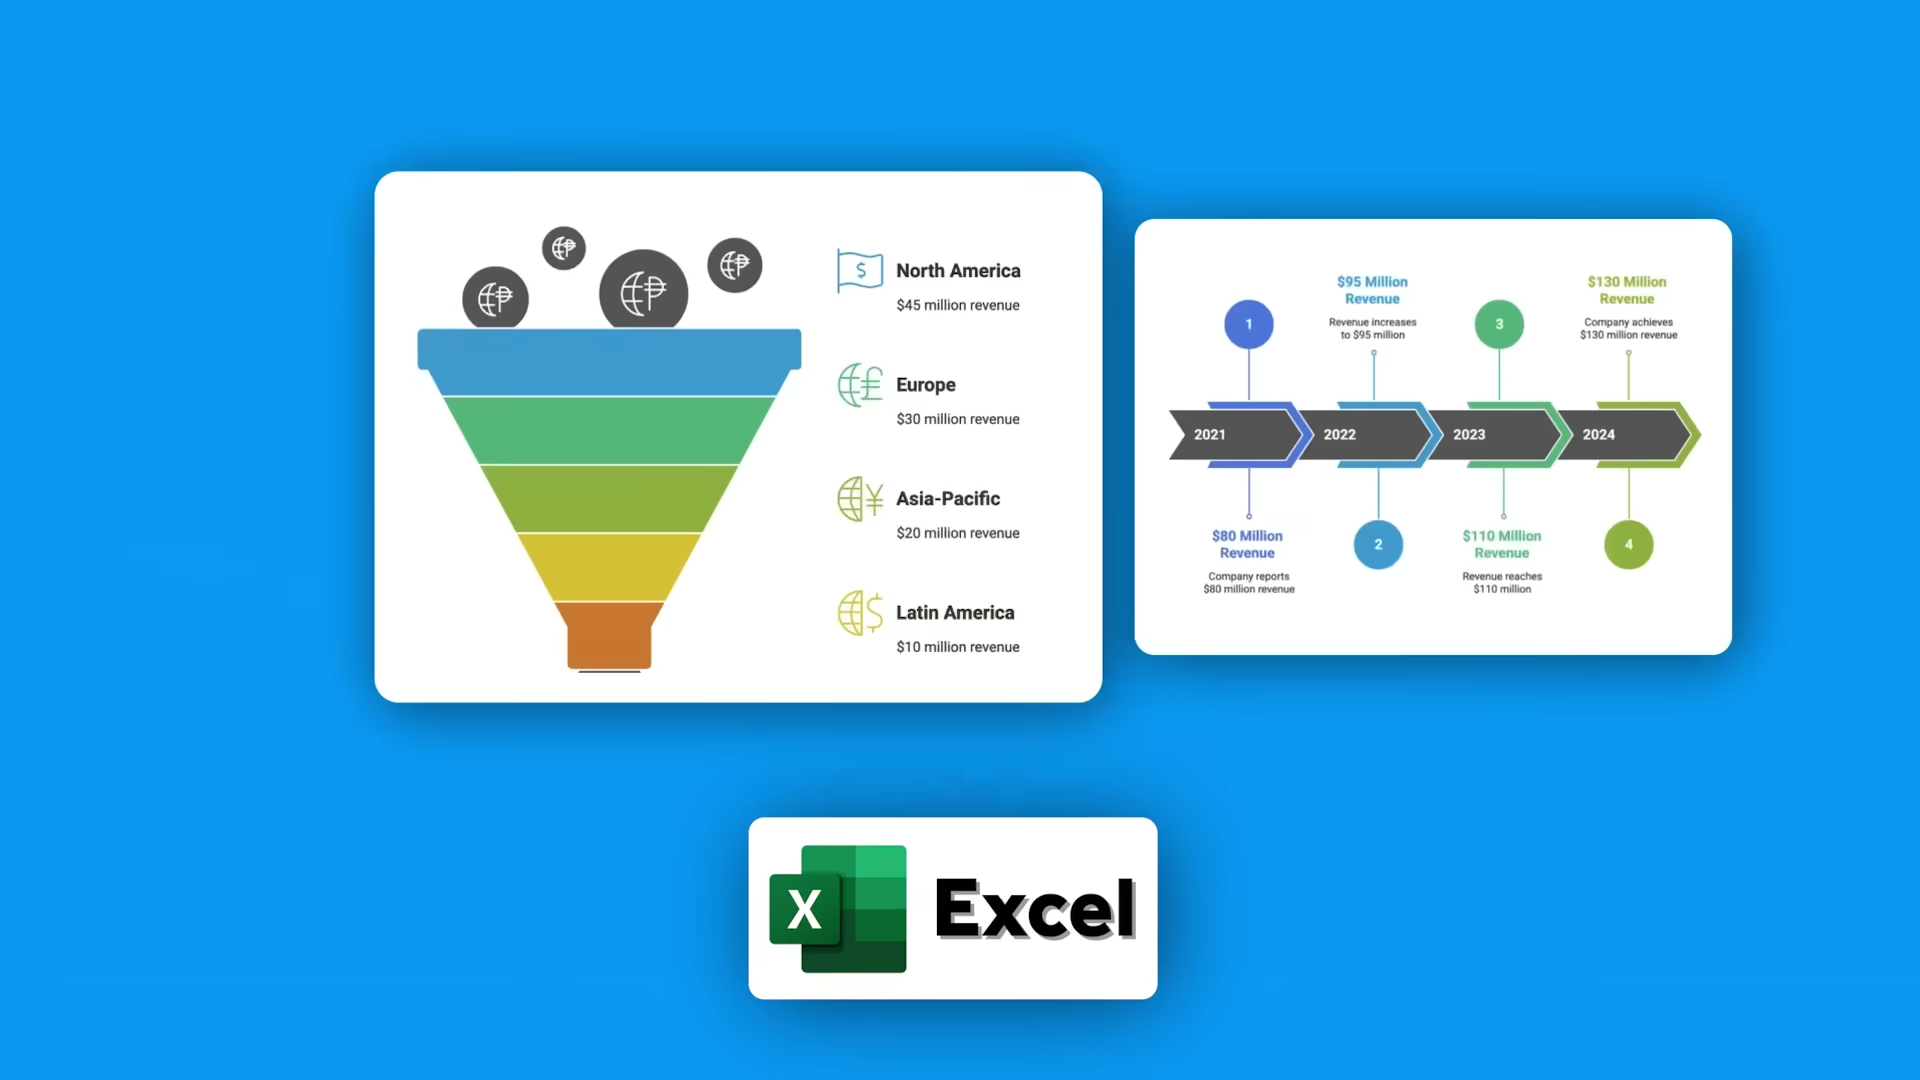 North America
$45 million revenue
Europe
$30 million revenue
Asia-Pacific
$20 million revenue
Latin America
$10 million revenue
1
$95 Million
Revenue
Revenue increases
to $95 million
3
$130 Million
Revenue
Company achieves
$130 million revenue
2021
2022
2023
2024
$80 Million
Revenue
Company reports
$80 million revenue
2
$110 Million
Revenue
Revenue reaches
$110 million
4
X
Excel